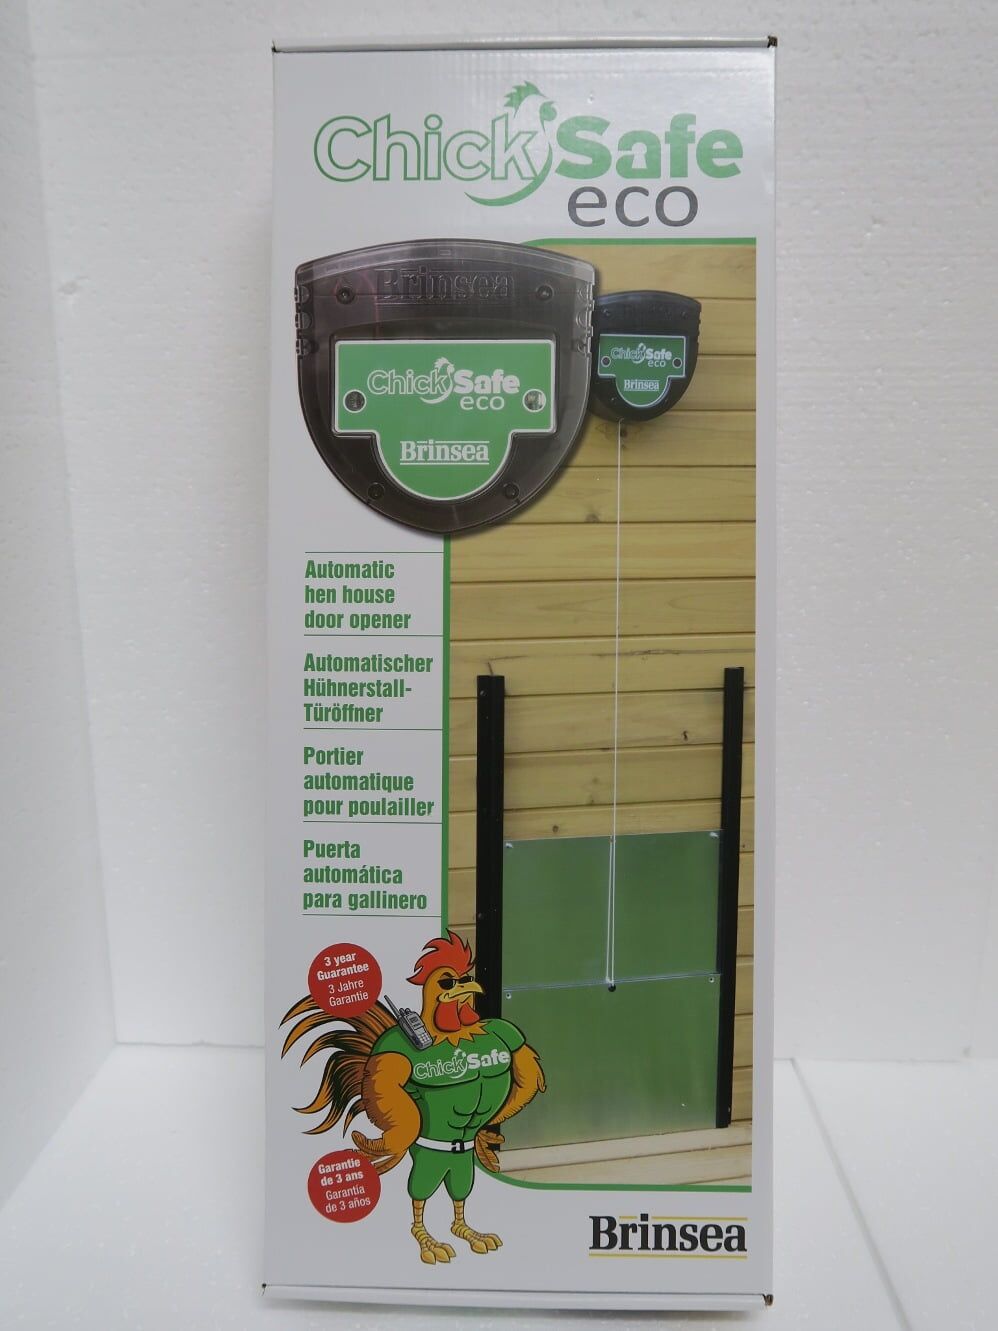 ChickSafe
eco
Brinsea
ChickSafe
eco
Brinsea
ChickSafe
eco
Brinsea
Automatic
hen house
door opener
Automatischer
Hühnerstall-
Türöffner
Portier
automatique
pour poulailler
Puerta
automática
para gallinero
3 year
Guarantee
3 Jahre
Garantie
ChickSafe
Garantie
de 3 ans
Garantía
de 3 años
Brinsea